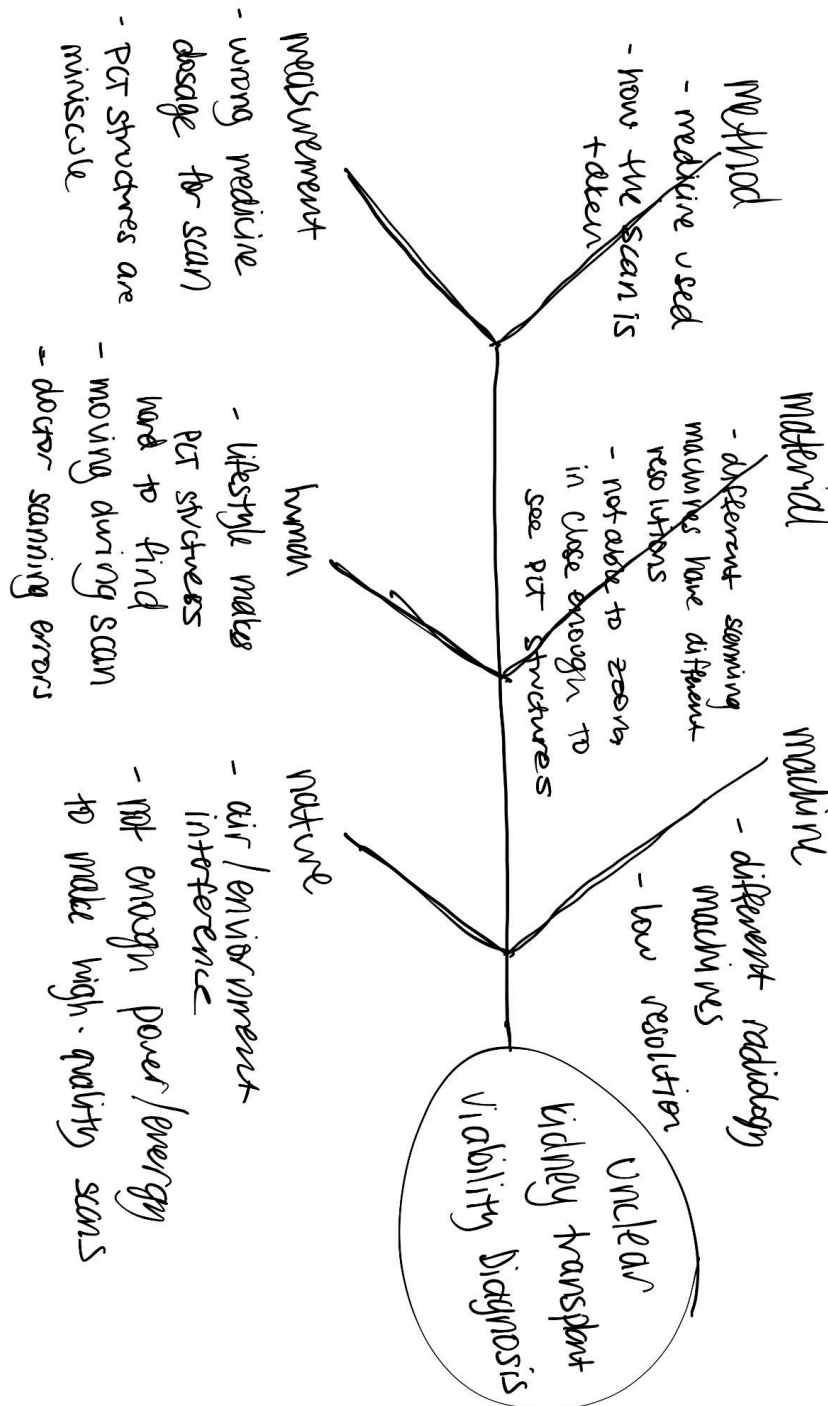 method
- medicine used
- how the scan is
taken
material
- different scanning
machines have different
resolutions
- not able to zoom
in close enough to
see PCT structures
machine
- different radiology
machines
- low resolution
measurement
- wrong medicine
dosage for scan
- PCT structures are
miniscule
human
- lifestyle makes
PCT structures
hard to find
- moving during scan
- doctor scanning errors
nature
- air/enviornment
interference
- not enough power/energy
to make high-quality scans
unclear
kidney transplant
viability Diagnosis